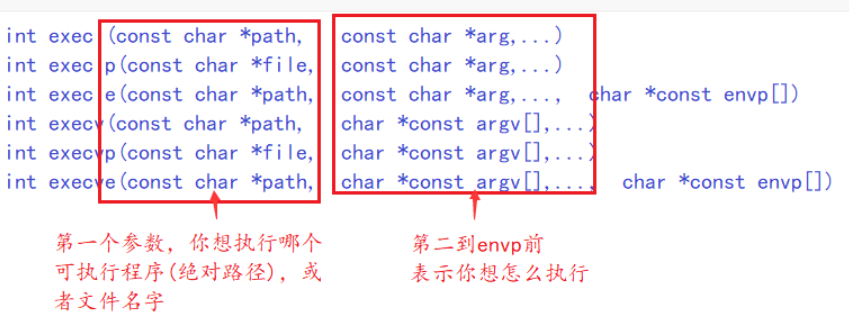 int exec (const char *path, const char *arg,...)
int exec p(const char *file, const char *arg,...)
int exec e(const char *path, const char *arg,..., char *const envp[])
int execv(const char *path, char *const argv[],...)
int execvp(const char *file, char *const argv[],...)
int execve(const char *path, char *const argv[],..., char *const envp[])
第一个参数，你想执行哪个
可执行程序(绝对路径)，或
者文件名字
第二到envp前
表示你想怎么执行